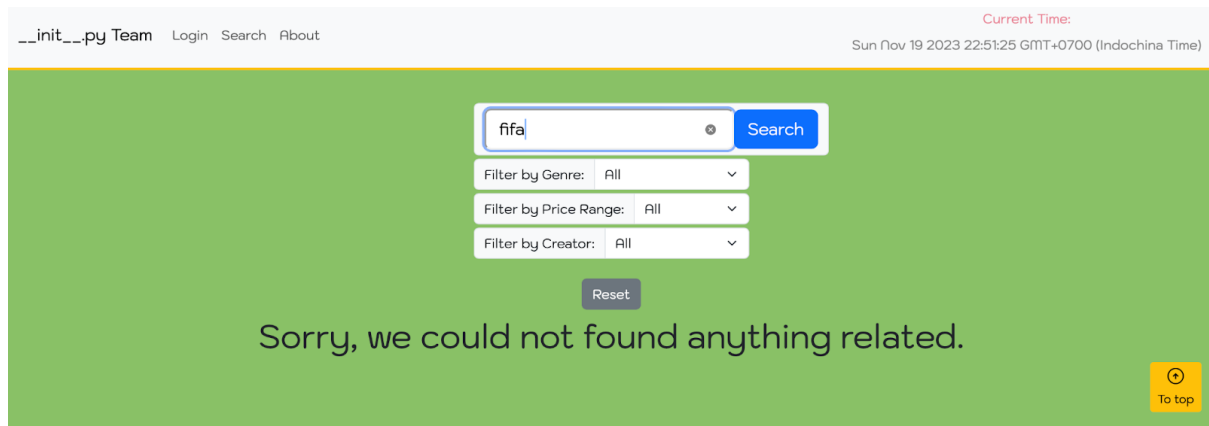 __init__.py Team Login Search About
Current Time:
Sun Nov 19 2023 22:51:25 GMT+0700 (Indochina Time)
fifa Search
Filter by Genre: All
Filter by Price Range: All
Filter by Creator: All
Reset
Sorry, we could not found anything related.
To top